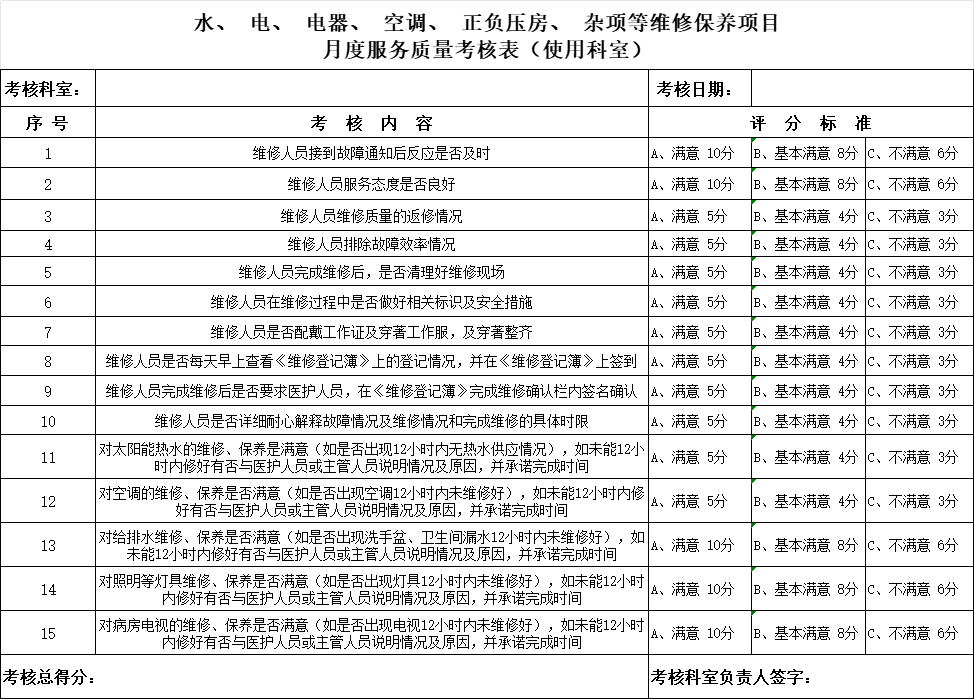 水、 电、 电器、 空调、 正负压房、 杂项等维修保养项目
月度服务质量考核表（使用科室）
考核科室： 考核日期：
序 号 考 核 内 容 评 分 标 准
1 维修人员接到故障通知后反应是否及时 A、满意 10分 B、基本满意 8分 C、不满意 6分
2 维修人员服务态度是否良好 A、满意 10分 B、基本满意 8分 C、不满意 6分
3 维修人员维修质量的返修情况 A、满意 5分 B、基本满意 4分 C、不满意 3分
4 维修人员排除故障效率情况 A、满意 5分 B、基本满意 4分 C、不满意 3分
5 维修人员完成维修后，是否清理好维修现场 A、满意 5分 B、基本满意 4分 C、不满意 3分
6 维修人员在维修过程中是否做好相关标识及安全措施 A、满意 5分 B、基本满意 4分 C、不满意 3分
7 维修人员是否配戴工作证及穿著工作服，及穿著整齐 A、满意 5分 B、基本满意 4分 C、不满意 3分
8 维修人员是否每天早上查看《维修登记簿》上的登记情况，并在《维修登记簿》上签到 A、满意 5分 B、基本满意 4分 C、不满意 3分
9 维修人员完成维修后是否要求医护人员，在《维修登记簿》完成维修确认栏内签名确认 A、满意 5分 B、基本满意 4分 C、不满意 3分
10 维修人员是否详细耐心解释故障情况及维修情况和完成维修的具体时限 A、满意 5分 B、基本满意 4分 C、不满意 3分
11 对太阳能热水的维修、保养是满意（如是否出现12小时内无热水供应情况），如未能12小
时内修好有否与医护人员或主管人员说明情况及原因，并承诺完成时间 A、满意 5分 B、基本满意 4分 C、不满意 3分
12 对空调的维修、保养是否满意（如是否出现空调12小时内未维修好），如未能12小时内修
好有否与医护人员或主管人员说明情况及原因，并承诺完成时间 A、满意 5分 B、基本满意 4分 C、不满意 3分
13 对给排水维修、保养是否满意（如是否出现洗手盆、卫生间漏水12小时内未维修好），如
未能12小时内修好有否与医护人员或主管人员说明情况及原因，并承诺完成时间 A、满意 10分 B、基本满意 8分 C、不满意 6分
14 对照明等灯具维修、保养是否满意（如是否出现灯具12小时内未维修好），如未能12小时
内修好有否与医护人员或主管人员说明情况及原因，并承诺完成时间 A、满意 10分 B、基本满意 8分 C、不满意 6分
15 对病房电视的维修、保养是否满意（如是否出现电视12小时内未维修好），如未能12小时
内修好有否与医护人员或主管人员说明情况及原因，并承诺完成时间 A、满意 10分 B、基本满意 8分 C、不满意 6分
考核总得分： 考核科室负责人签字：